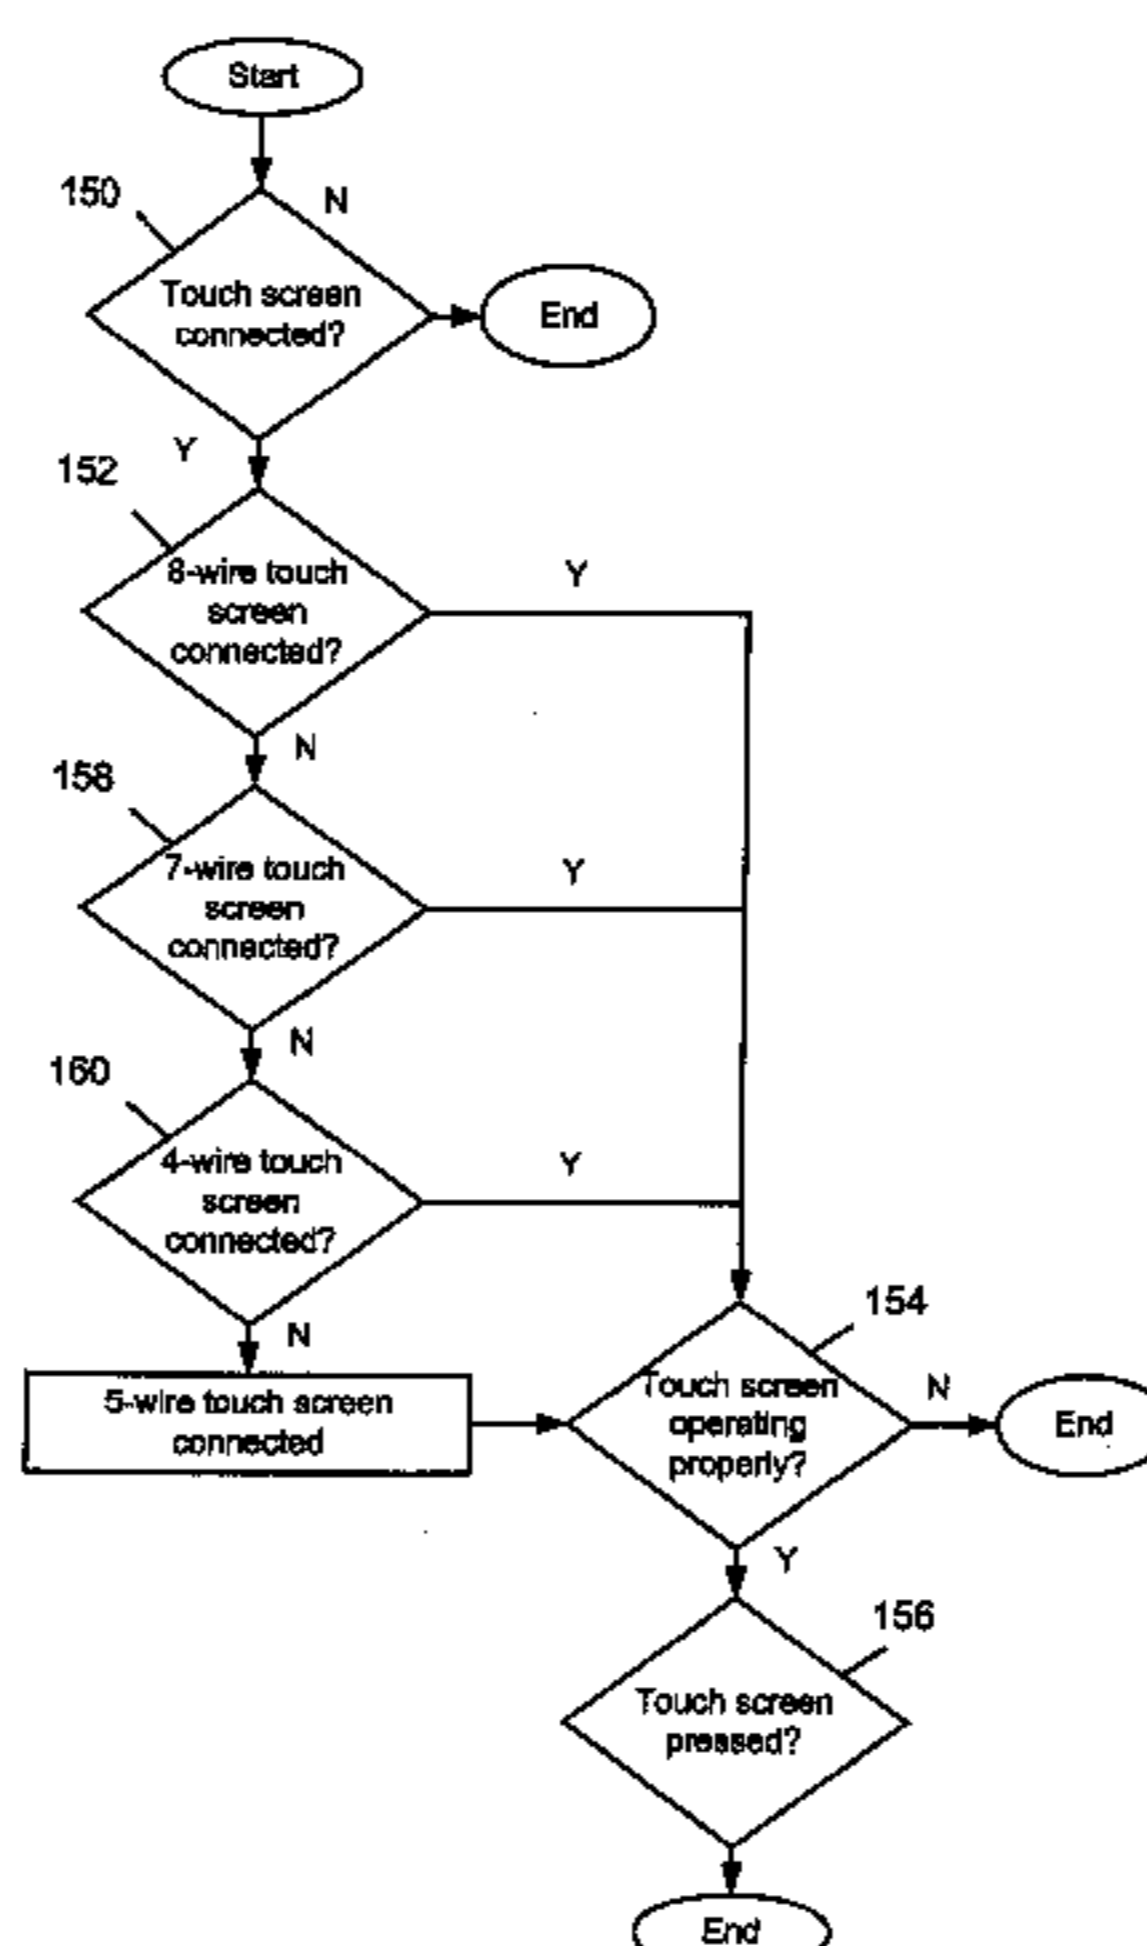 Start
150
N
Touch screen
connected?
End
Y
152
8-wire touch
screen
connected?
Y
N
158
7-wire touch
screen
connected?
Y
N
160
4-wire touch
screen
connected?
Y
N
5-wire touch screen
connected
154
Touch screen
operating
properly?
N
End
Y
156
Touch screen
pressed?
End